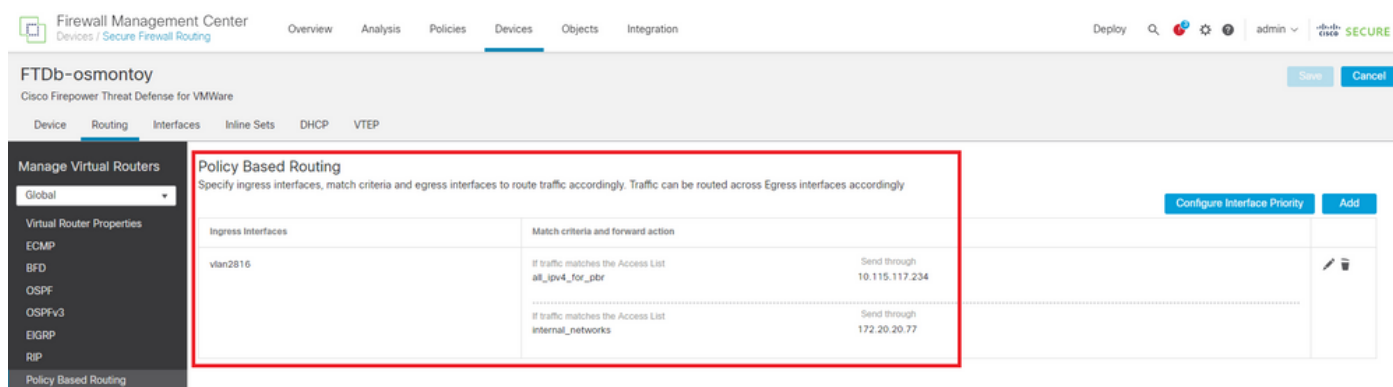 Firewall Management Center
Devices / Secure Firewall Routing
Overview Analysis Policies Devices Objects Integration
Deploy admin cisco SECURE
FTDb-osmontoy
Save Cancel
Cisco Firepower Threat Defense for VMWare
Device Routing Interfaces Inline Sets DHCP VTEP
Manage Virtual Routers
Global
Virtual Router Properties
ECMP
BFD
OSPF
OSPFv3
EIGRP
RIP
Policy Based Routing
Policy Based Routing
Specify ingress interfaces, match criteria and egress interfaces to route traffic accordingly. Traffic can be routed across Egress interfaces accordingly
Configure Interface Priority Add
Ingress Interfaces Match criteria and forward action
vlan2816
If traffic matches the Access List Send through
all_ipv4_for_pbr 10.115.117.234
If traffic matches the Access List Send through
internal_networks 172.20.20.77